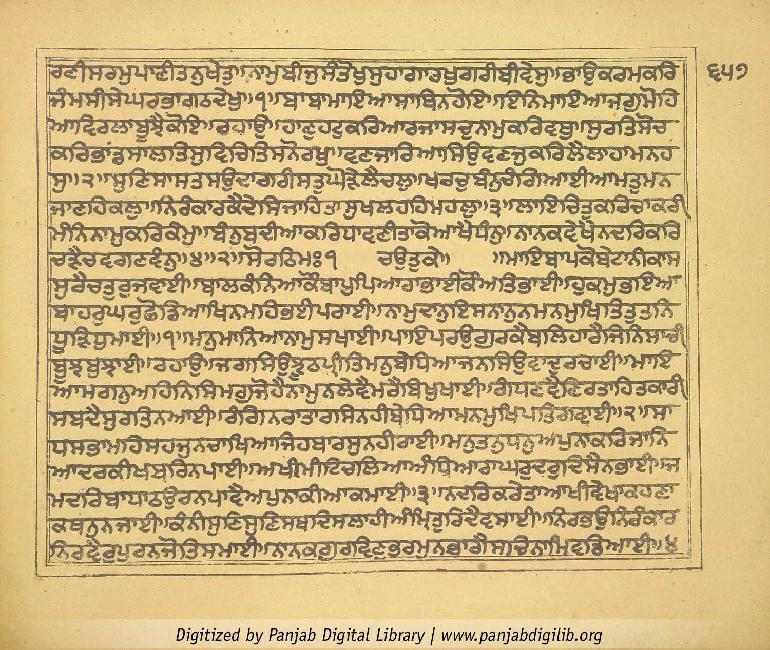 ੬੫੭
ਰਣੀਸਰਮੁਪਾਣੀਤਨੁਖੇਤੁ॥ਨਾਮੁਬੀਜੁਸੰਤੋਖੁਸੁਹਾਗਾਰਖੁਗਰੀਬੀਵੇਸੁ॥ਭਾਉਕਰਮਕਰਿ
ਜੰਮਸੀਸੇਘਰਭਾਗਠਦੇਖੁ॥੧॥ਬਾਬਾਮਾਇਆਸਾਥਿਨਹੋਇ॥ਇਨਿਮਾਇਆਜਗੁਮੋਹਿ
ਆਵਿਰਲਾਬੂਝੈਕੋਇ॥ਰਹਾਉ॥ਹਾਣੁਹਟੁਕਰਿਆਰਜਾਸਚੁਨਾਮੁਕਰਿਵਥੁ॥ਸੁਰਤਿਸੋਚ
ਕਰਿਭਾਂਡਸਾਲਤਿਸੁਵਿਚਿਤਿਸਨੋਰਖੁ॥ਵਣਜਾਰਿਆਸਿਉਵਣਜੁਕਰਿਲੈਲਾਹਾਮਨਹ
ਸੁ॥੨॥ਸੁਣਿਸਾਸਤਸਉਦਾਗਰੀਸਤੁਘੋੜੇਲੈਚਲੁ॥ਖਰਚੁਬੰਨੁਚੰਗਿਆਈਆਮਤੁਮਨ
ਜਾਣਹਿਕਲੁ॥ਨਿਰੰਕਾਰਕੈਦੇਸਿਜਾਹਿਤਾਸੁਖਲਹਹਿਮਹਲੁ॥੩॥ਲਾਇਚਿਤੁਕਰਿਚਾਕਰੀ
ਮੰਨਿਨਾਮੁਕਰਿਕੰਮੁ॥ਬੰਨੁਬਦੀਆਕਰਿਧਾਵਣੀਤਾਕੋਆਖੈਧੰਨੁ॥ਨਾਨਕਵੇਖੈਨਦਰਿਕਰਿ
ਚੜੈਚਵਗਣਵੰਨੁ॥੪॥੨॥ਸੋਰਠਿਮਃ੧ ਚਉਤੁਕੇ॥ ॥ਮਾਇਬਾਪਕੋਬੇਟਾਨੀਕਾਸ
ਸੁਰੈਚਤੁਰੁਜਵਾਈ॥ਬਾਲਕੰਨਿਆਕੌਬਾਪੁਪਿਆਰਾਭਾਈਕੌਅਤਿਭਾਈ॥ਹੁਕਮੁਭਇਆ
ਬਾਹਰੁਘਰੁਛੋਡਿਆਖਿਨਮਹਿਭਈਪਰਾਈ॥ਨਾਮੁਦਾਨੁਇਸਨਾਨੁਨਮਨਮੁਖਿਤਿਤੁਤਨਿ
ਧੂੜਿਧੁਮਾਈ॥੧॥ਮਨੁਮਾਨਿਆਨਾਮੁਸਖਾਈ॥ਪਾਇਪਰਉਗੁਰਕੈਬਲਿਹਾਰੈਜਿਨਿਸਾਚੀ
ਬੂਝਬੁਝਾਈ॥ਰਹਾਉ॥ਜਗਸਿਉਝੂਠਪ੍ਰੀਤਿਮਨੁਬੇਧਿਆਜਨਸਿਉਵਾਦੁਰਚਾਈ॥ਮਾਇ
ਆਮਗਨੁਅਹਿਨਿਸਿਮਗੁਜੋਹੈਨਾਮੁਨਲੇਵੈਮਰੈਬਿਖੁਖਾਈ॥ਗੰਧਣਵੈਣਿਰਤਾਹਿਤਕਾਰੀ
ਸਬਦੈਸੁਰਤਿਨਆਈ॥ਰੰਗਿਨਰਾਤਾਰਸਿਨਹੀਬੇਧਿਆਮਨਮੁਖਿਪਤਿਗਵਾਈ॥੨॥ਸਾ
ਧਸਭਾਮਹਿਸਹਜੁਨਚਾਖਿਆਜਿਹਬਾਰਸੁਨਹੀਰਾਈ॥ਮਨੁਤਨੁਧਨੁਅਪੁਨਾਕਰਿਜਾਨਿ
ਆਦਰਕੀਖਬਰਿਨਪਾਈ॥ਅਖੀਮੀਟਿਚਲਿਆਅੰਧਿਆਰਾਘਰੁਦਰੁਦਿਸੈਨਭਾਈ॥ਜ
ਮਦਰਿਬਾਧਾਠਉਰਨਪਾਵੈਅਪੁਨਾਕੀਆਕਮਾਈ॥੩॥ਨਦਰਿਕਰੇਤਾਅਖੀਵੇਖਾਕਹਣਾ
ਕਥਨੁਨਜਾਈ॥ਕੰਨੀਸੁਣਿਸੁਣਿਸਬਦਿਸਲਾਹੀਅੰਮ੍ਰਿਤੁਰਿਦੈਵਸਾਈ॥ਨਿਰਭਉਨਿਰੰਕਾਰ
ਨਿਰਵੈਰੁਪੂਰਨਜੋਤਿਸਮਾਈ॥ਨਾਨਕਗੁਰਵਿਣੁਭਰਮੁਨਭਾਗੈਸਚਿਨਾਮਿਵਡਿਆਈ॥੪
Digitized by Panjab Digital Library | www.panjabdigilib.org